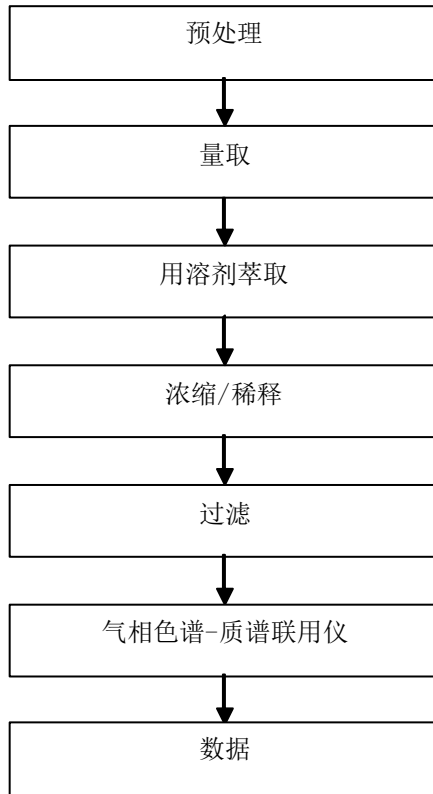 预处理
量取
用溶剂萃取
浓缩/稀释
过滤
气相色谱-质谱联用仪
数据